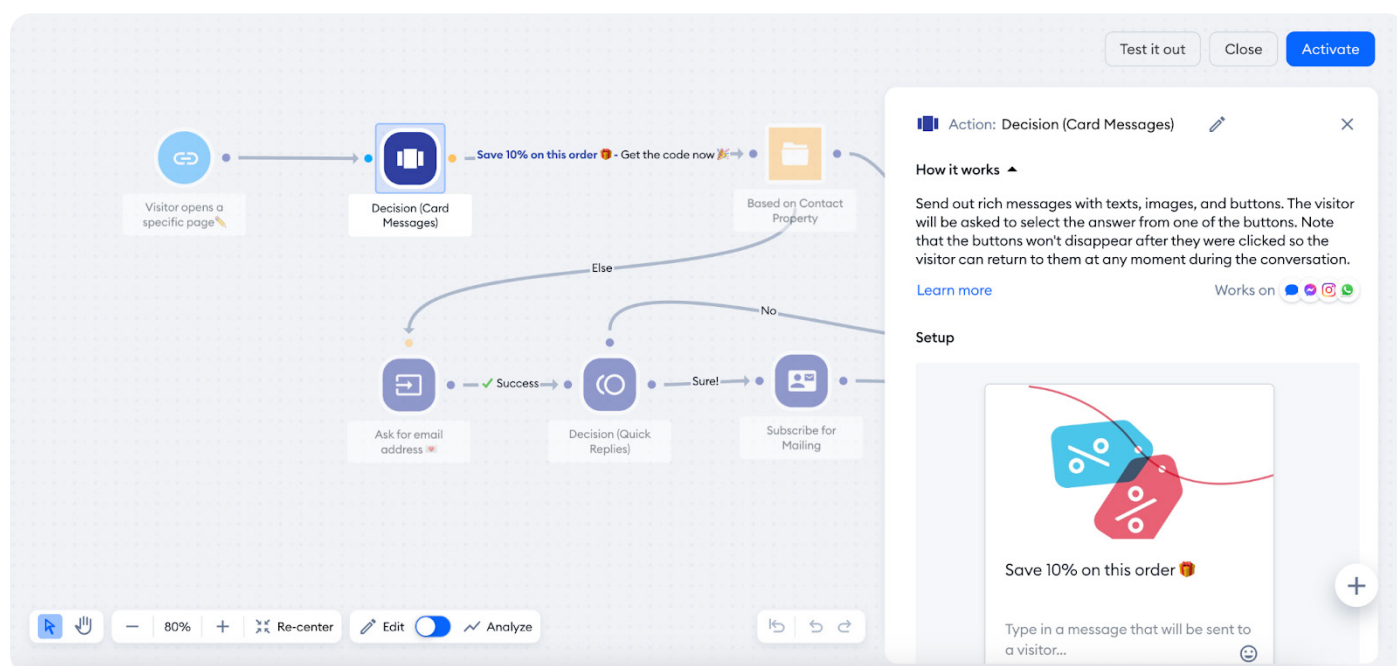 Test it out
Close
Activate
Action: Decision (Card Messages)
How it works
Send out rich messages with texts, images, and buttons. The visitor
will be asked to select the answer from one of the buttons. Note
that the buttons won't disappear after they were clicked so the
visitor can return to them at any moment during the conversation.
Learn more
Works on
Setup
Save 10% on this order 🎁
Type in a message that will be sent to
a visitor...
Visitor opens a
specific page✏️
Decision (Card
Messages)
Save 10% on this order 🎁 - Get the code now 🎉
Based on Contact
Property
Else
No
Ask for email
address 💌
✓ Success
Decision (Quick
Replies)
Sure!
Subscribe for
Mailing
80%
Re-center
Edit
Analyze